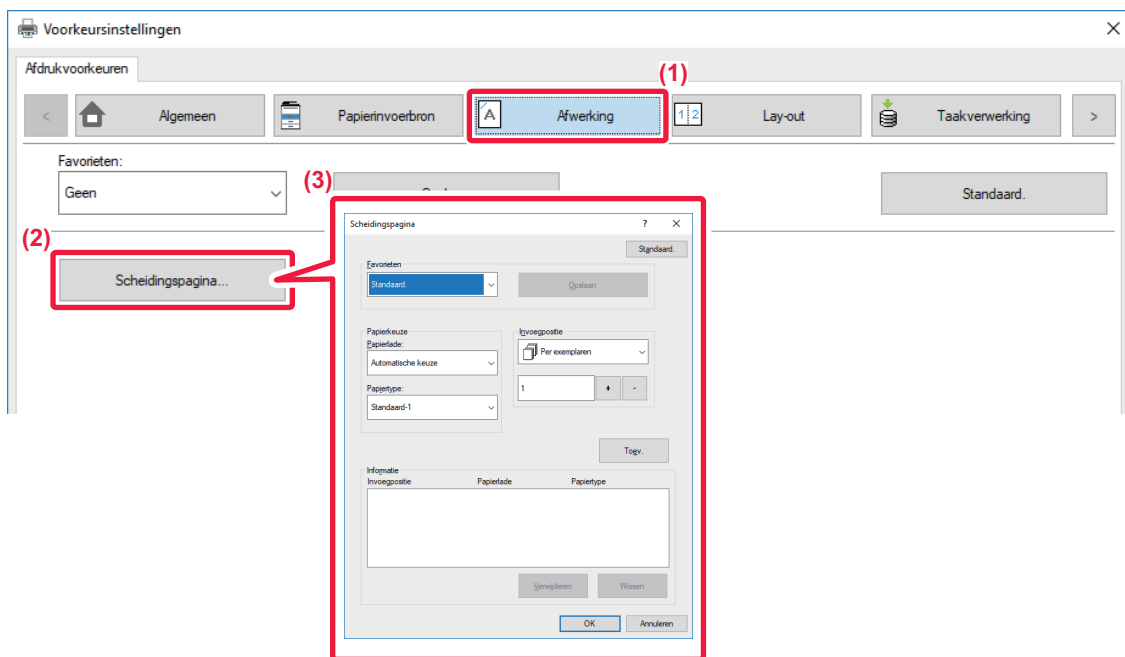 Voorkeursinstellingen
Afdrukvoorkeuren
(1)
< Algemeen Papierinvoerbron A Afwerking 1 2 Lay-out Taakverwerking >
Favorieten:
Geen
(3)
Standaard.
(2)
Scheidingspagina...
Scheidingspagina ? ×
Standaard.
Favorieten
Standaard.
Opslaan
Papierkeuze
Invoegpositie
Papierlade:
Per exemplaren
Automatische keuze
1 + -
Papiertype:
Standaard-1
Toev.
Informatie
Invoegpositie Papierlade Papiertype
Verwijderen Wissen
OK Annuleren